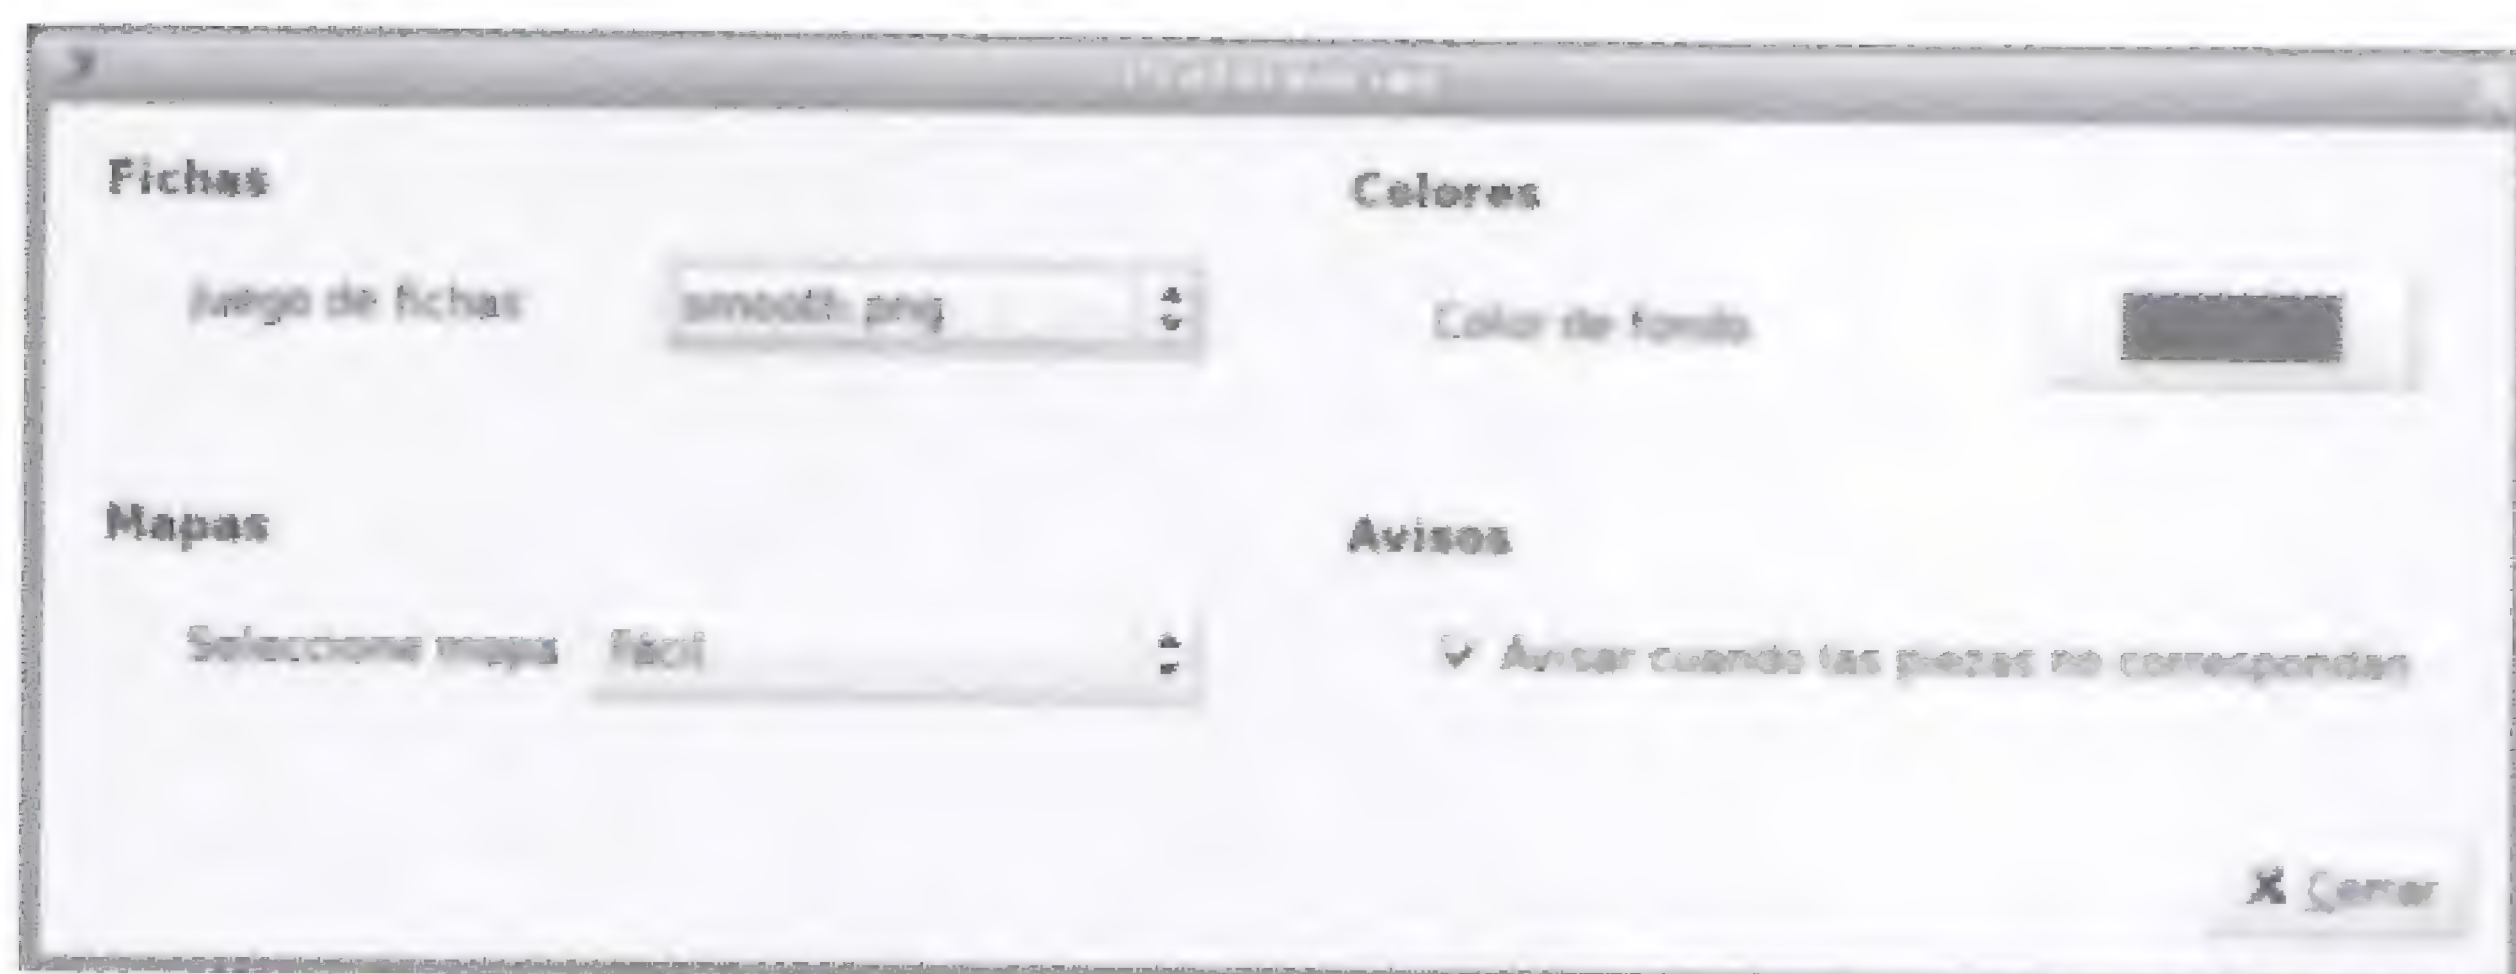 Preferencias
Fichas
Juego de fichas
smooth.png
Colores
Color de fondo
Mapas
Seleccione mapa
Fácil
Avisos
Avisar cuando las piezas no correspondan
Cerrar